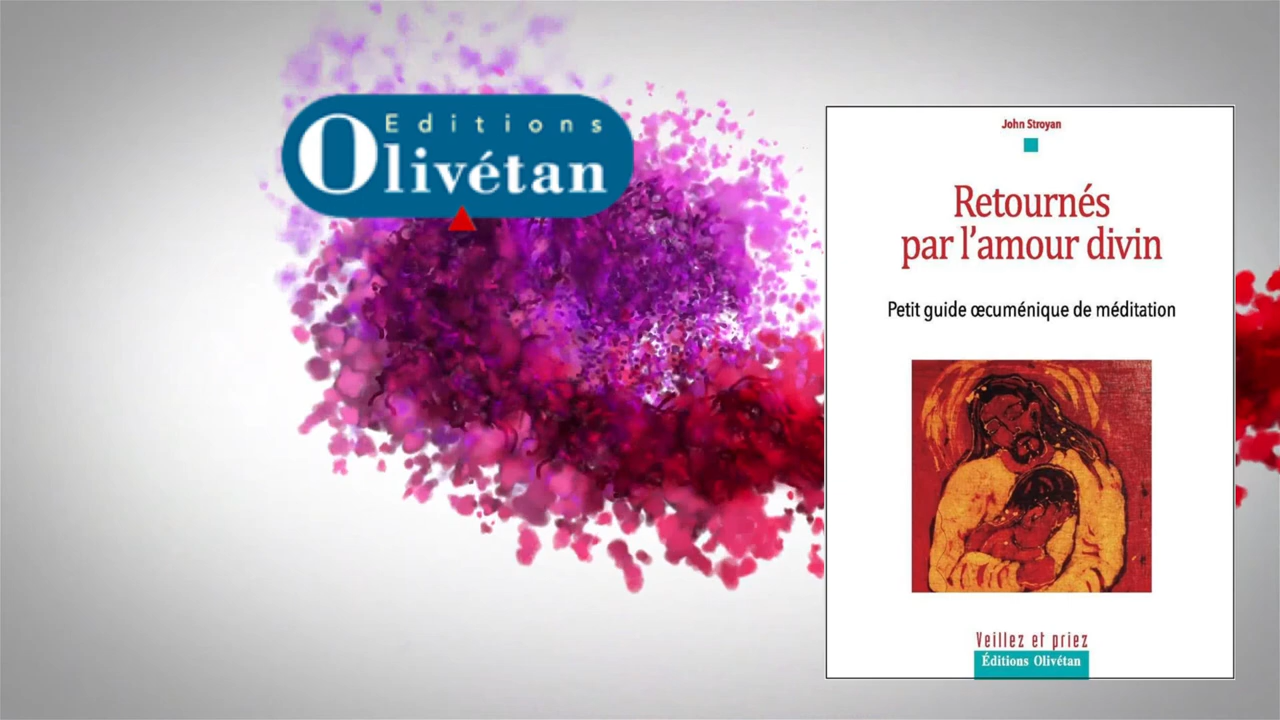 Editions
Olivétan
John Stroyan
Retournés
par l'amour divin
Petit guide œcuménique de méditation
Veillez et priez
Éditions Olivétan